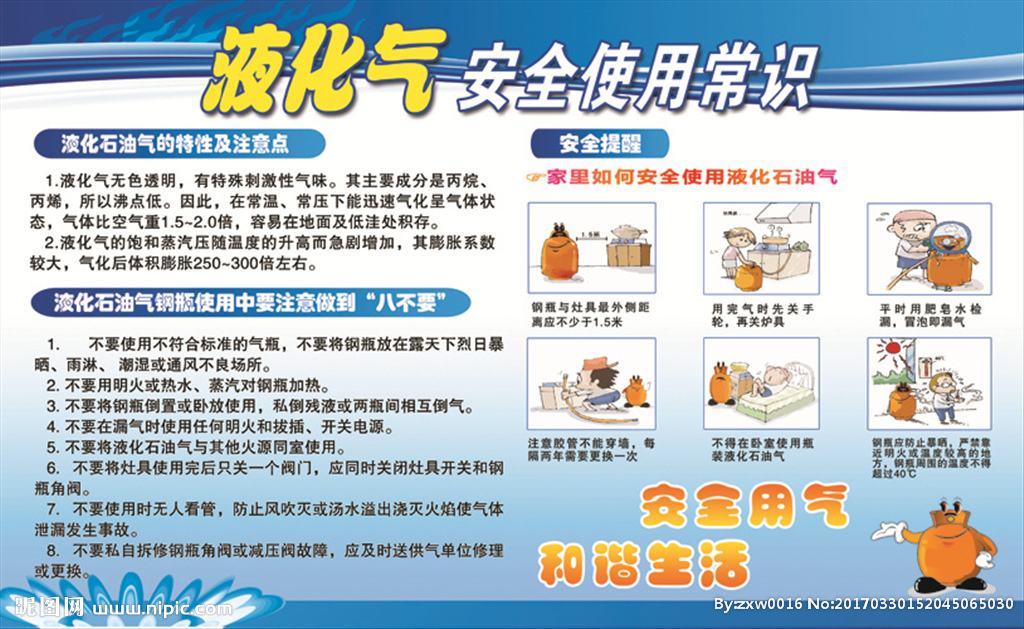 液化气 安全使用常识
液化石油气的特性及注意点
1.液化气无色透明，有特殊刺激性气味。其主要成分是丙烷、
丙烯，所以沸点低。因此，在常温、常压下能迅速气化呈气体状
态，气体比空气重1.5~2.0倍，容易在地面及低洼处积存。
2.液化气的饱和蒸汽压随温度的升高而急剧增加，其膨胀系数
较大，气化后体积膨胀250~300倍左右。
液化石油气钢瓶使用中要注意做到“八不要”
1. 不要使用不符合标准的气瓶，不要将钢瓶放在露天下烈日暴
晒、雨淋、 潮湿或通风不良场所。
2. 不要用明火或热水、蒸汽对钢瓶加热。
3. 不要将钢瓶倒置或卧放使用，私倒残液或两瓶间相互倒气。
4. 不要在漏气时使用任何明火和拔插、开关电源。
5. 不要将液化石油气与其他火源同室使用。
6. 不要将灶具使用完后只关一个阀门，应同时关闭灶具开关和钢
瓶角阀。
7. 不要使用时无人看管，防止风吹灭或汤水溢出浇灭火焰使气体
泄漏发生事故。
8. 不要私自拆修钢瓶角阀或减压阀故障，应及时送供气单位修理
或更换。
安全提醒
家里如何安全使用液化石油气
1.5米
钢瓶与灶具最外侧距
离应不少于1.5米
用完气时先关手
轮，再关炉具
平时用肥皂水检
漏，冒泡即漏气
注意胶管不能穿墙，每
隔两年需要更换一次
不得在卧室使用瓶
装液化石油气
40℃
钢瓶应防止暴晒，严禁靠
近明火或温度较高的地
方，钢瓶周围的温度不得
超过40℃
安全用气
和谐生活
昵图网 www.nipic.com
By:zxw0016 No:20170330152045065030